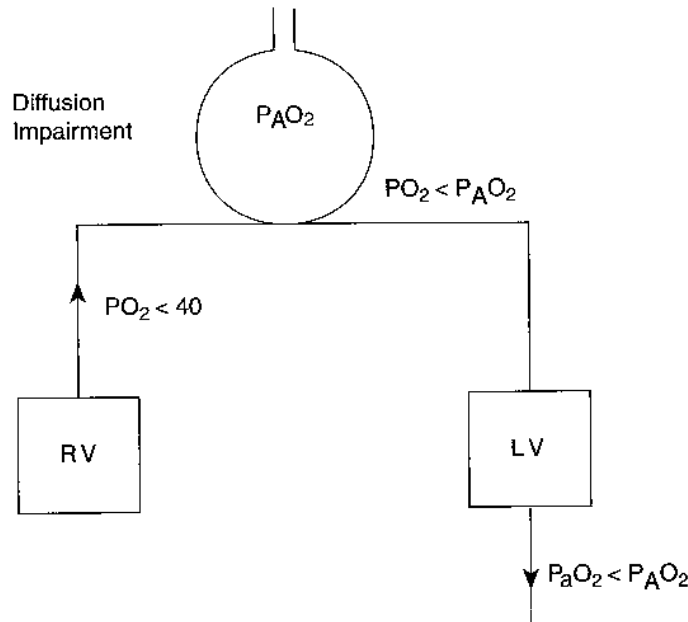 Diffusion
Impairment
PAO2
PO2 < PAO2
PO2 < 40
RV
LV
PaO2 < PAO2